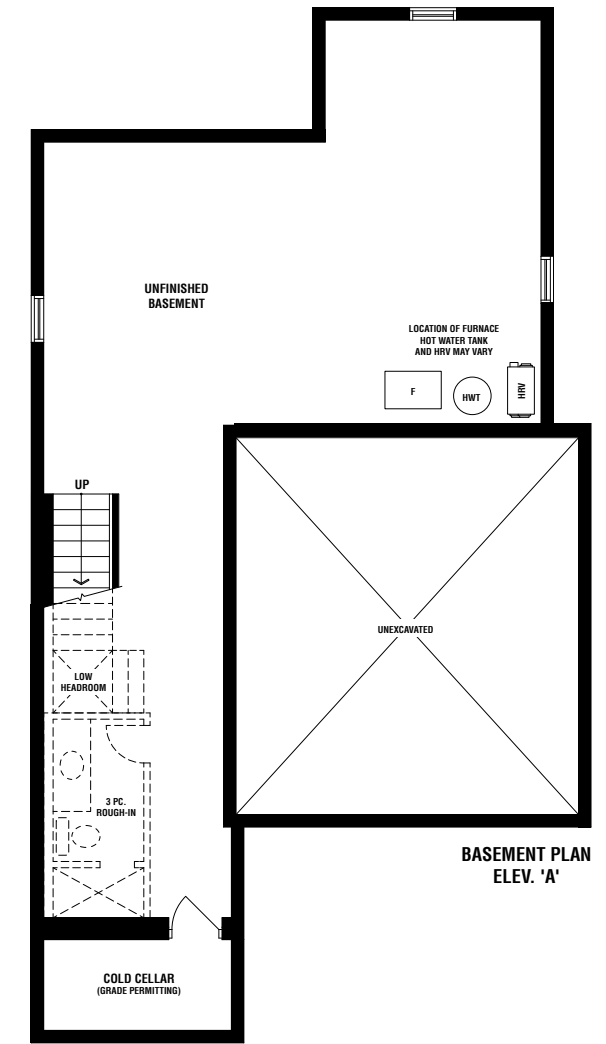 UNFINISHED
BASEMENT
LOCATION OF FURNACE
HOT WATER TANK
AND HRV MAY VARY
F
HWT
HRV
UP
UNEXCAVATED
LOW
HEADROOM
3 PC.
ROUGH-IN
BASEMENT PLAN
ELEV. 'A'
COLD CELLAR
(GRADE PERMITTING)